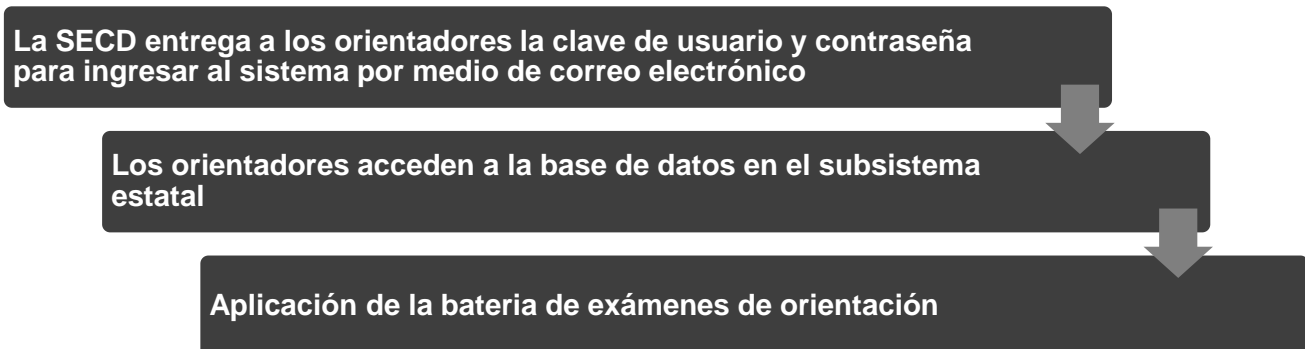 La SECD entrega a los orientadores la clave de usuario y contraseña
para ingresar al sistema por medio de correo electrónico
Los orientadores acceden a la base de datos en el subsistema
estatal
Aplicación de la bateria de exámenes de orientación